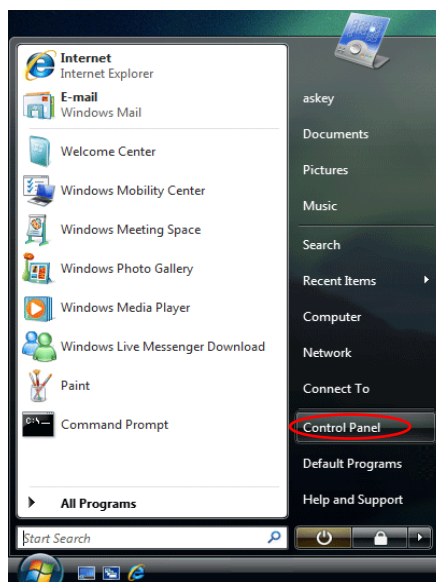 Internet
Internet Explorer
E-mail
Windows Mail
Welcome Center
Windows Mobility Center
Windows Meeting Space
Windows Photo Gallery
Windows Media Player
Windows Live Messenger Download
Paint
Command Prompt
All Programs
Start Search
askey
Documents
Pictures
Music
Search
Recent Items
Computer
Network
Connect To
Control Panel
Default Programs
Help and Support